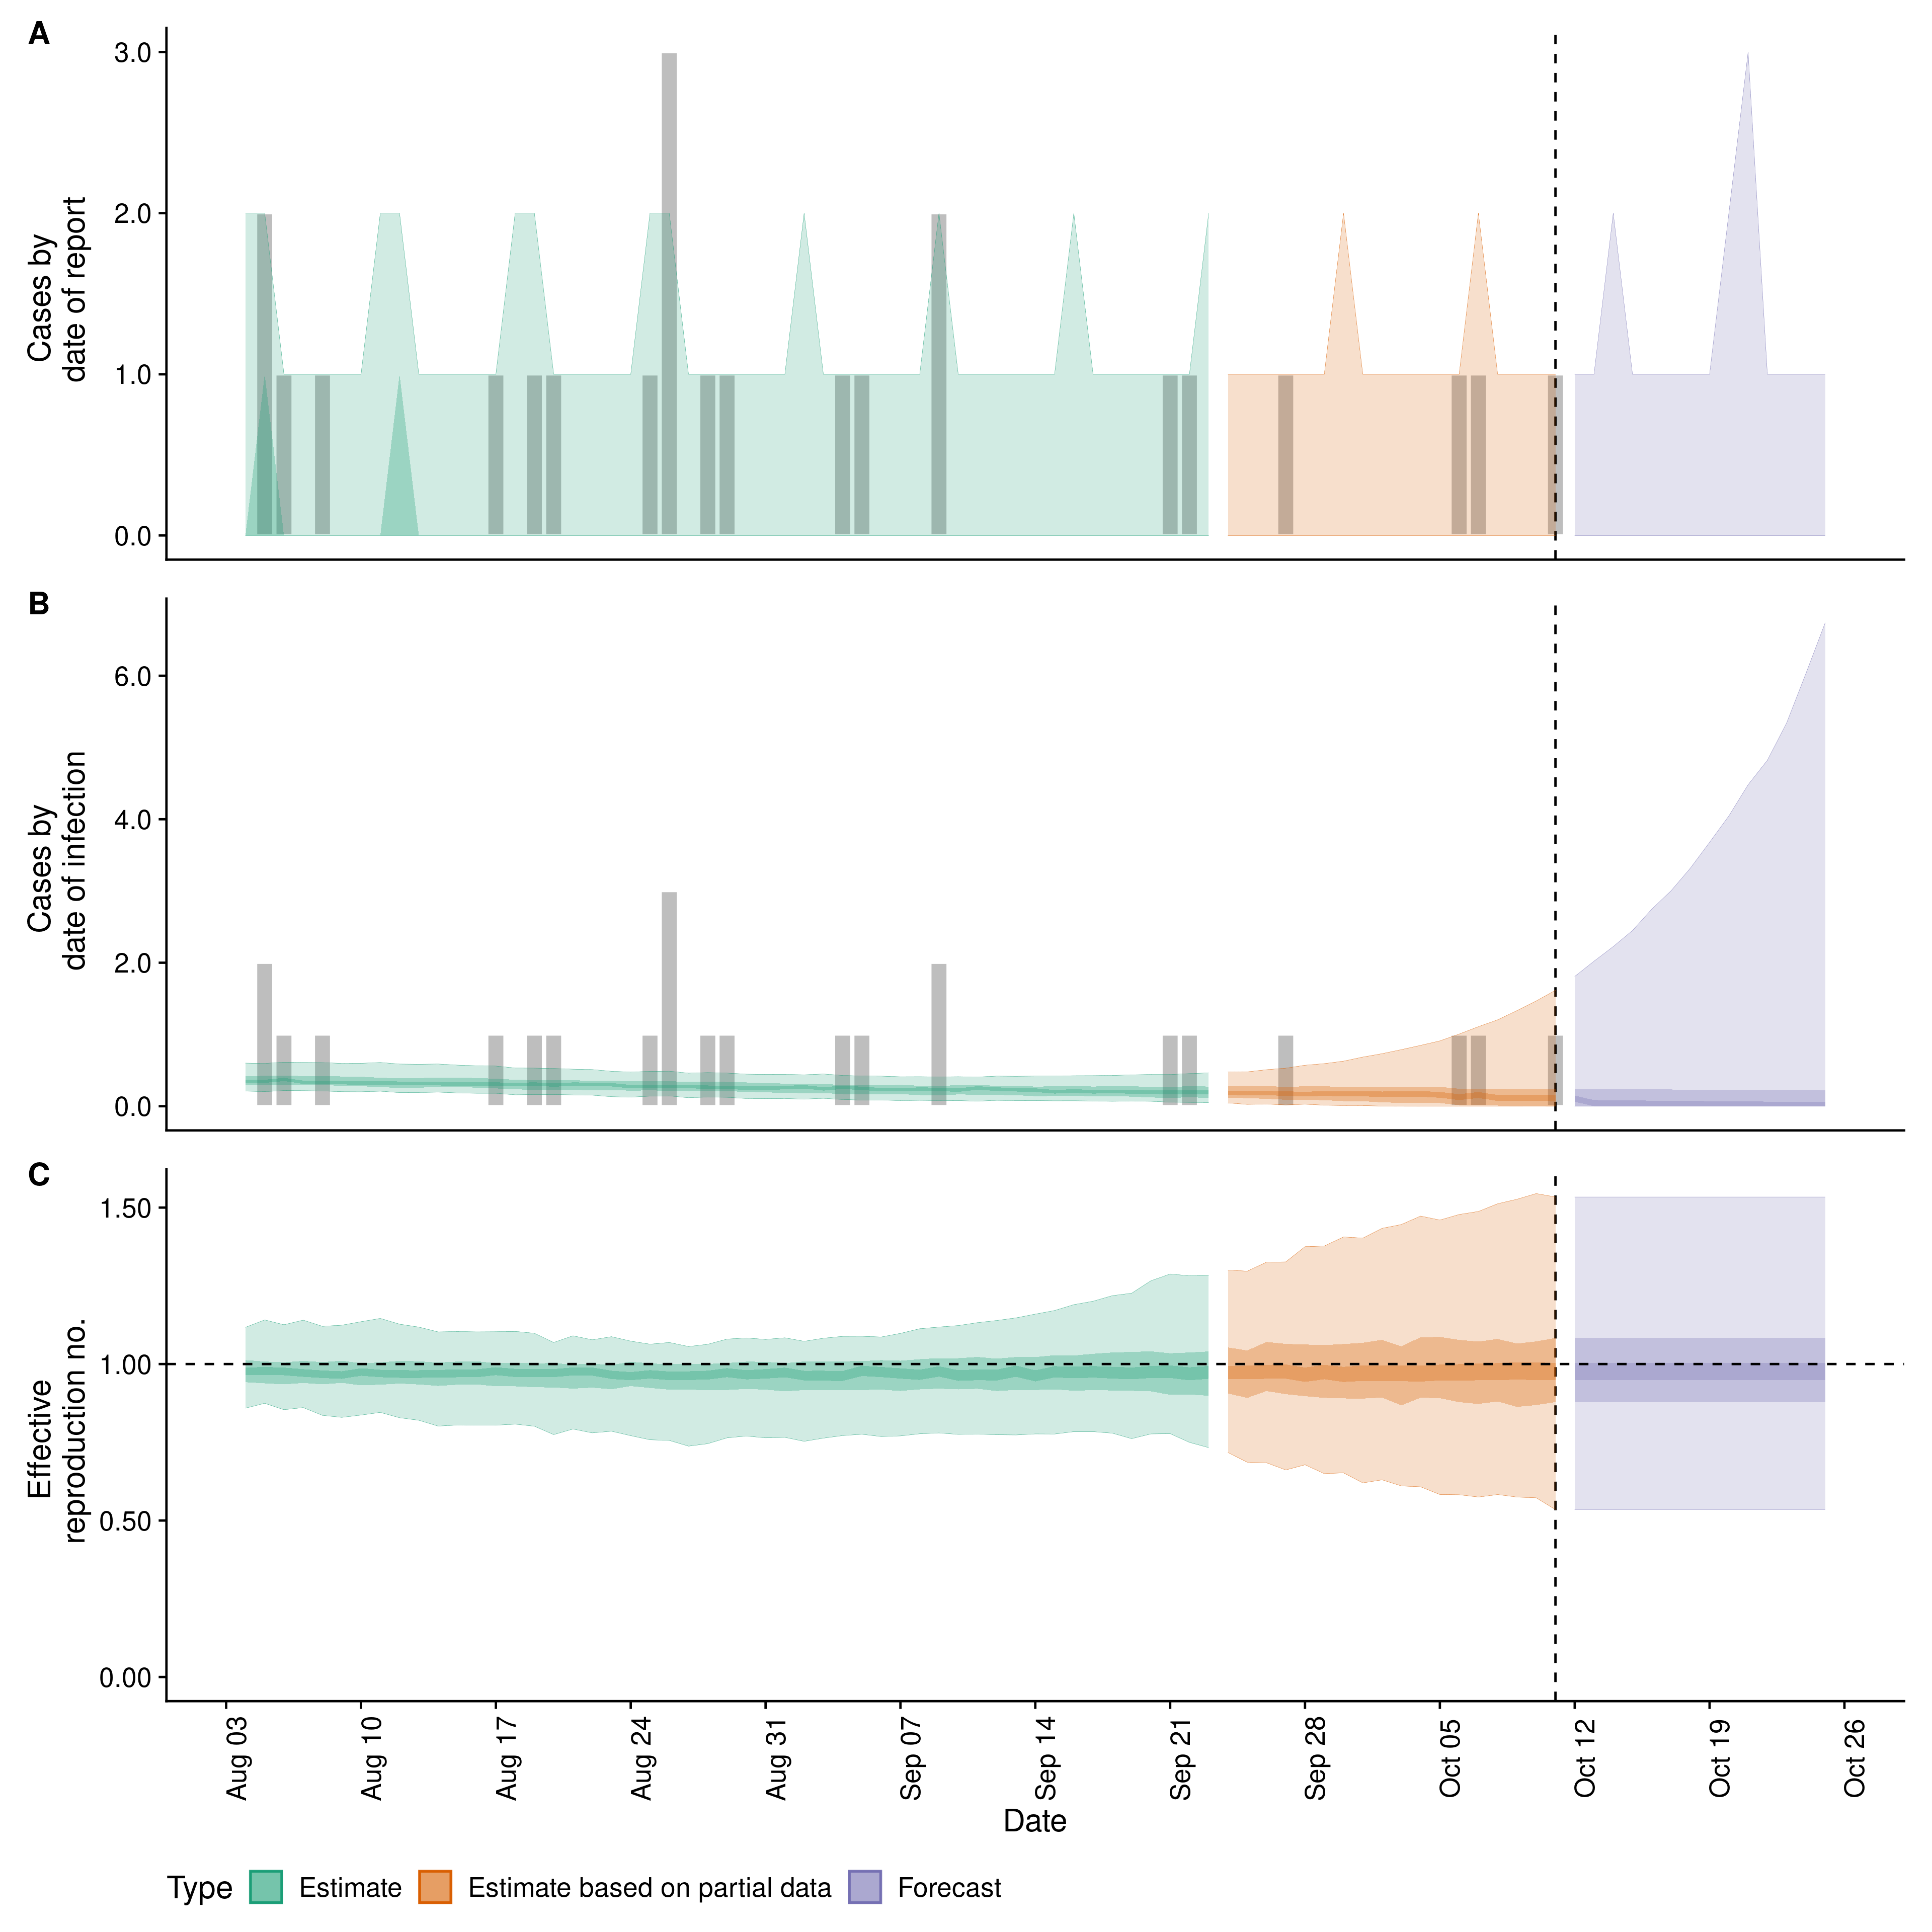 A
Cases by
date of report
3.0
2.0
1.0
0.0
B
Cases by
date of infection
6.0
4.0
2.0
0.0
C
Effective
reproduction no.
1.50
1.00
0.50
0.00
Aug 03
Aug 10
Aug 17
Aug 24
Aug 31
Sep 07
Sep 14
Sep 21
Sep 28
Oct 05
Oct 12
Oct 19
Oct 26
Date
Type Estimate Estimate based on partial data Forecast